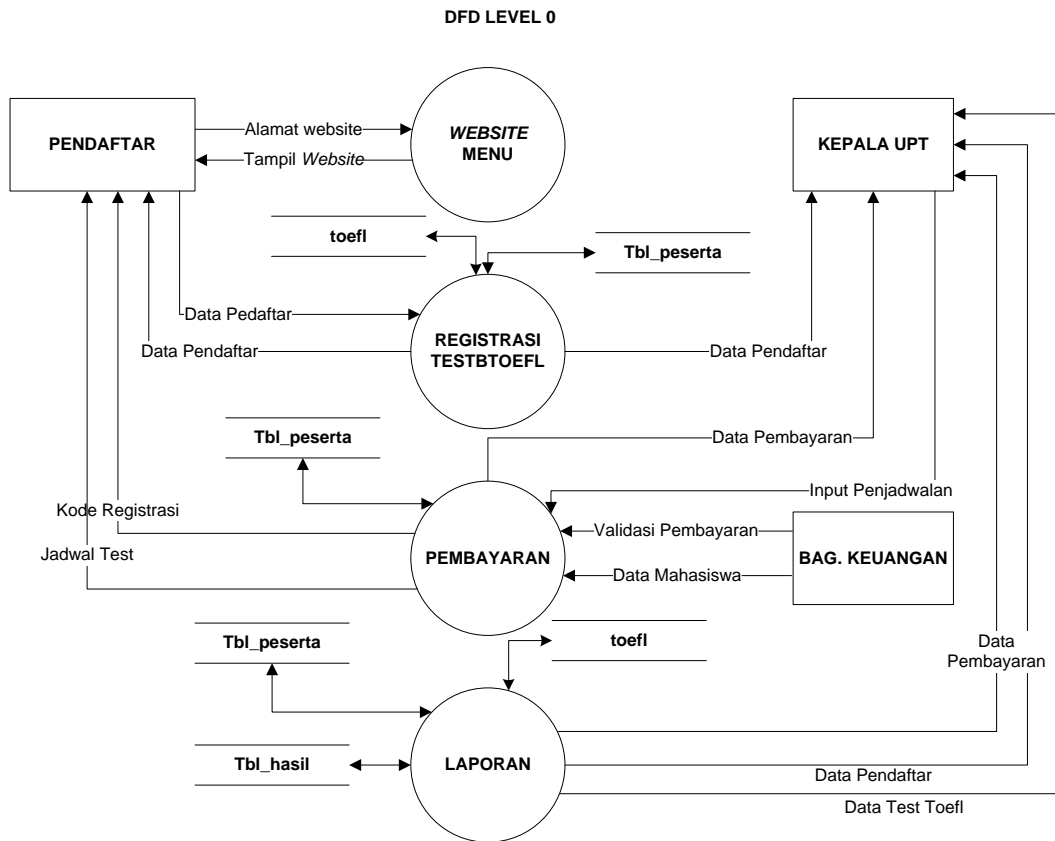 DFD LEVEL 0
PENDAFTAR
Alamat website
Tampil Website
WEBSITE
MENU
KEPALA UPT
toefl
Tbl_peserta
Data Pedaftar
Data Pendaftar
REGISTRASI
TESTBTOEFL
Data Pendaftar
Tbl_peserta
Data Pembayaran
Kode Registrasi
Jadwal Test
PEMBAYARAN
Input Penjadwalan
Validasi Pembayaran
Data Mahasiswa
BAG. KEUANGAN
Tbl_peserta
toefl
Data
Pembayaran
Tbl_hasil
LAPORAN
Data Pendaftar
Data Test Toefl